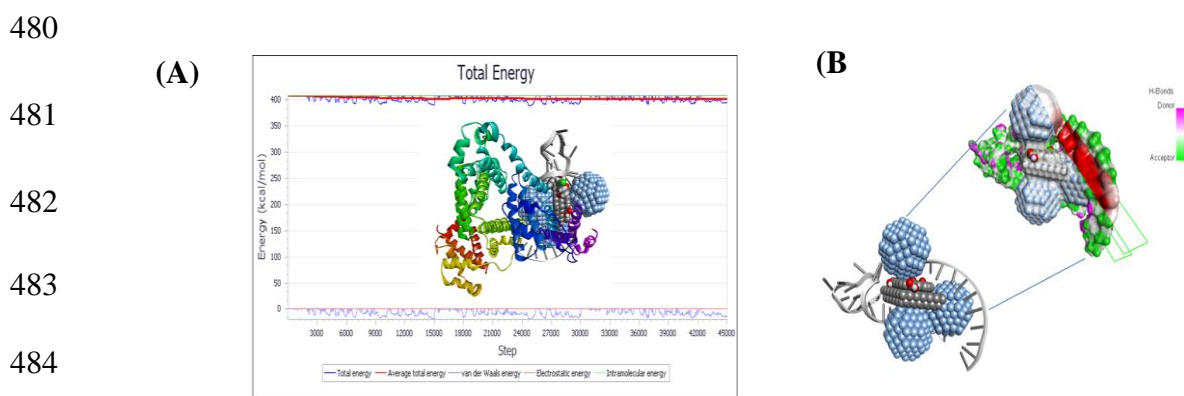 480
(A)
(B
481
482
483
484
Total Energy
Energy (kcal/mol)
400
350
300
250
200
150
100
50
0
3000 6000 9000 12000 15000 18000 21000 24000 27000 30000 33000 36000 39000 42000 45000
Step
Total energy Average total energy van der Waals energy Electrostatic energy Intramolecular energy
H-Bonds
Donor
Acceptor